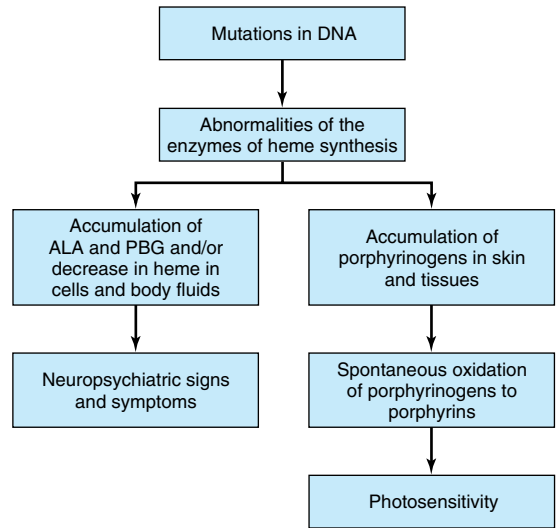 Mutations in DNA
Abnormalities of the
enzymes of heme synthesis
Accumulation of
ALA and PBG and/or
decrease in heme in
cells and body fluids
Accumulation of
porphyrinogens in skin
and tissues
Neuropsychiatric signs
and symptoms
Spontaneous oxidation
of porphyrinogens to
porphyrins
Photosensitivity